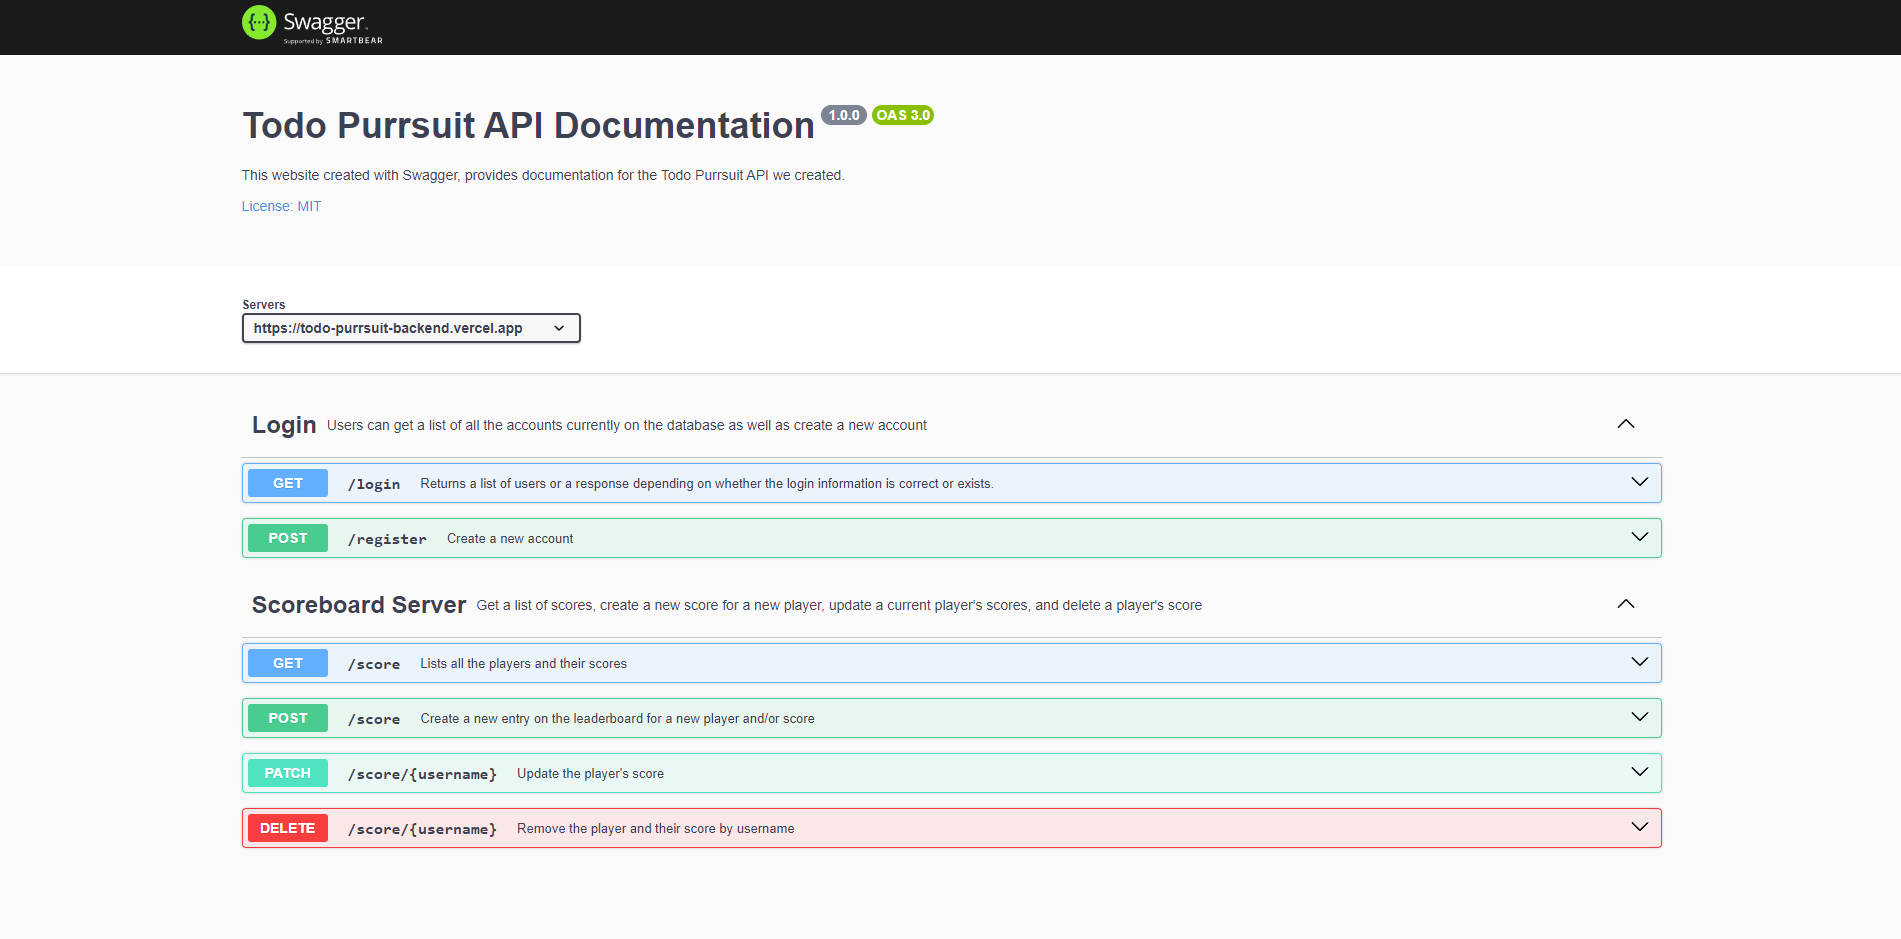 Swagger
Supported by SMARTBEAR
Todo Purrsuit API Documentation 1.0.0 OAS 3.0
This website created with Swagger, provides documentation for the Todo Purrsuit API we created.
License: MIT
Servers
https://todo-purrsuit-backend.vercel.app
Login Users can get a list of all the accounts currently on the database as well as create a new account
GET /login Returns a list of users or a response depending on whether the login information is correct or exists.
POST /register Create a new account
Scoreboard Server Get a list of scores, create a new score for a new player, update a current player's scores, and delete a player's score
GET /score Lists all the players and their scores
POST /score Create a new entry on the leaderboard for a new player and/or score
PATCH /score/{username} Update the player's score
DELETE /score/{username} Remove the player and their score by username